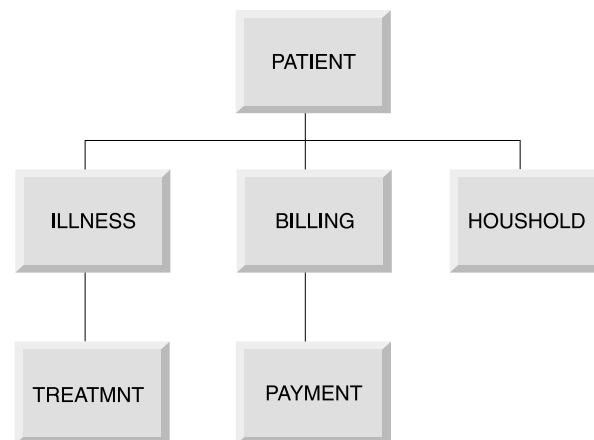 PATIENT
ILLNESS
BILLING
HOUSHOLD
TREATMNT
PAYMENT